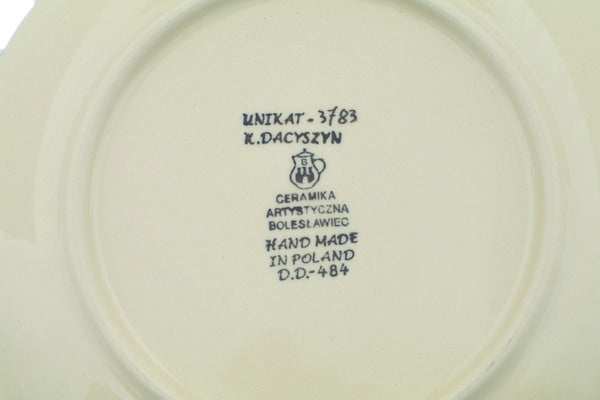 UNIKAT - 3783
K. DACYSZYN
B
CERAMIKA
ARTYSTYCZNA
BOLESŁAWIEC
HAND MADE
IN POLAND
D.D.-484